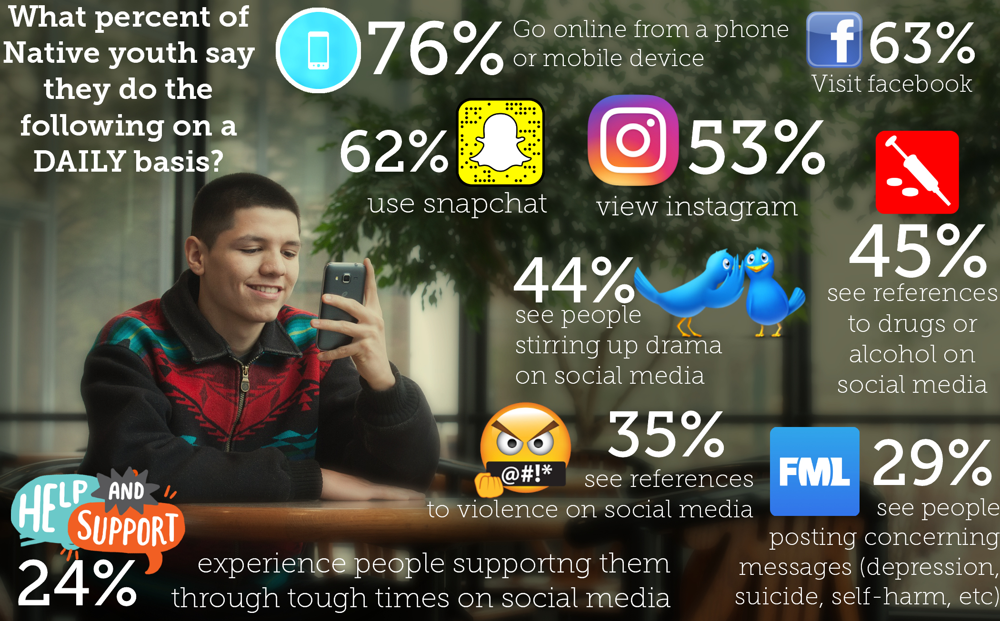 What percent of
Native youth say
they do the
following on a
DAILY basis?
76%
Go online from a phone
or mobile device
f
63%
Visit facebook
62%
use snapchat
53%
view instagram
45%
see references
to drugs or
alcohol on
social media
44%
see people
stirring up drama
on social media
@#!*
35%
see references
to violence on social media
FML
29%
see people
posting concerning
messages (depression,
suicide, self-harm, etc)
HELP
AND
SUPPORT
24%
experience people supportng them
through tough times on social media